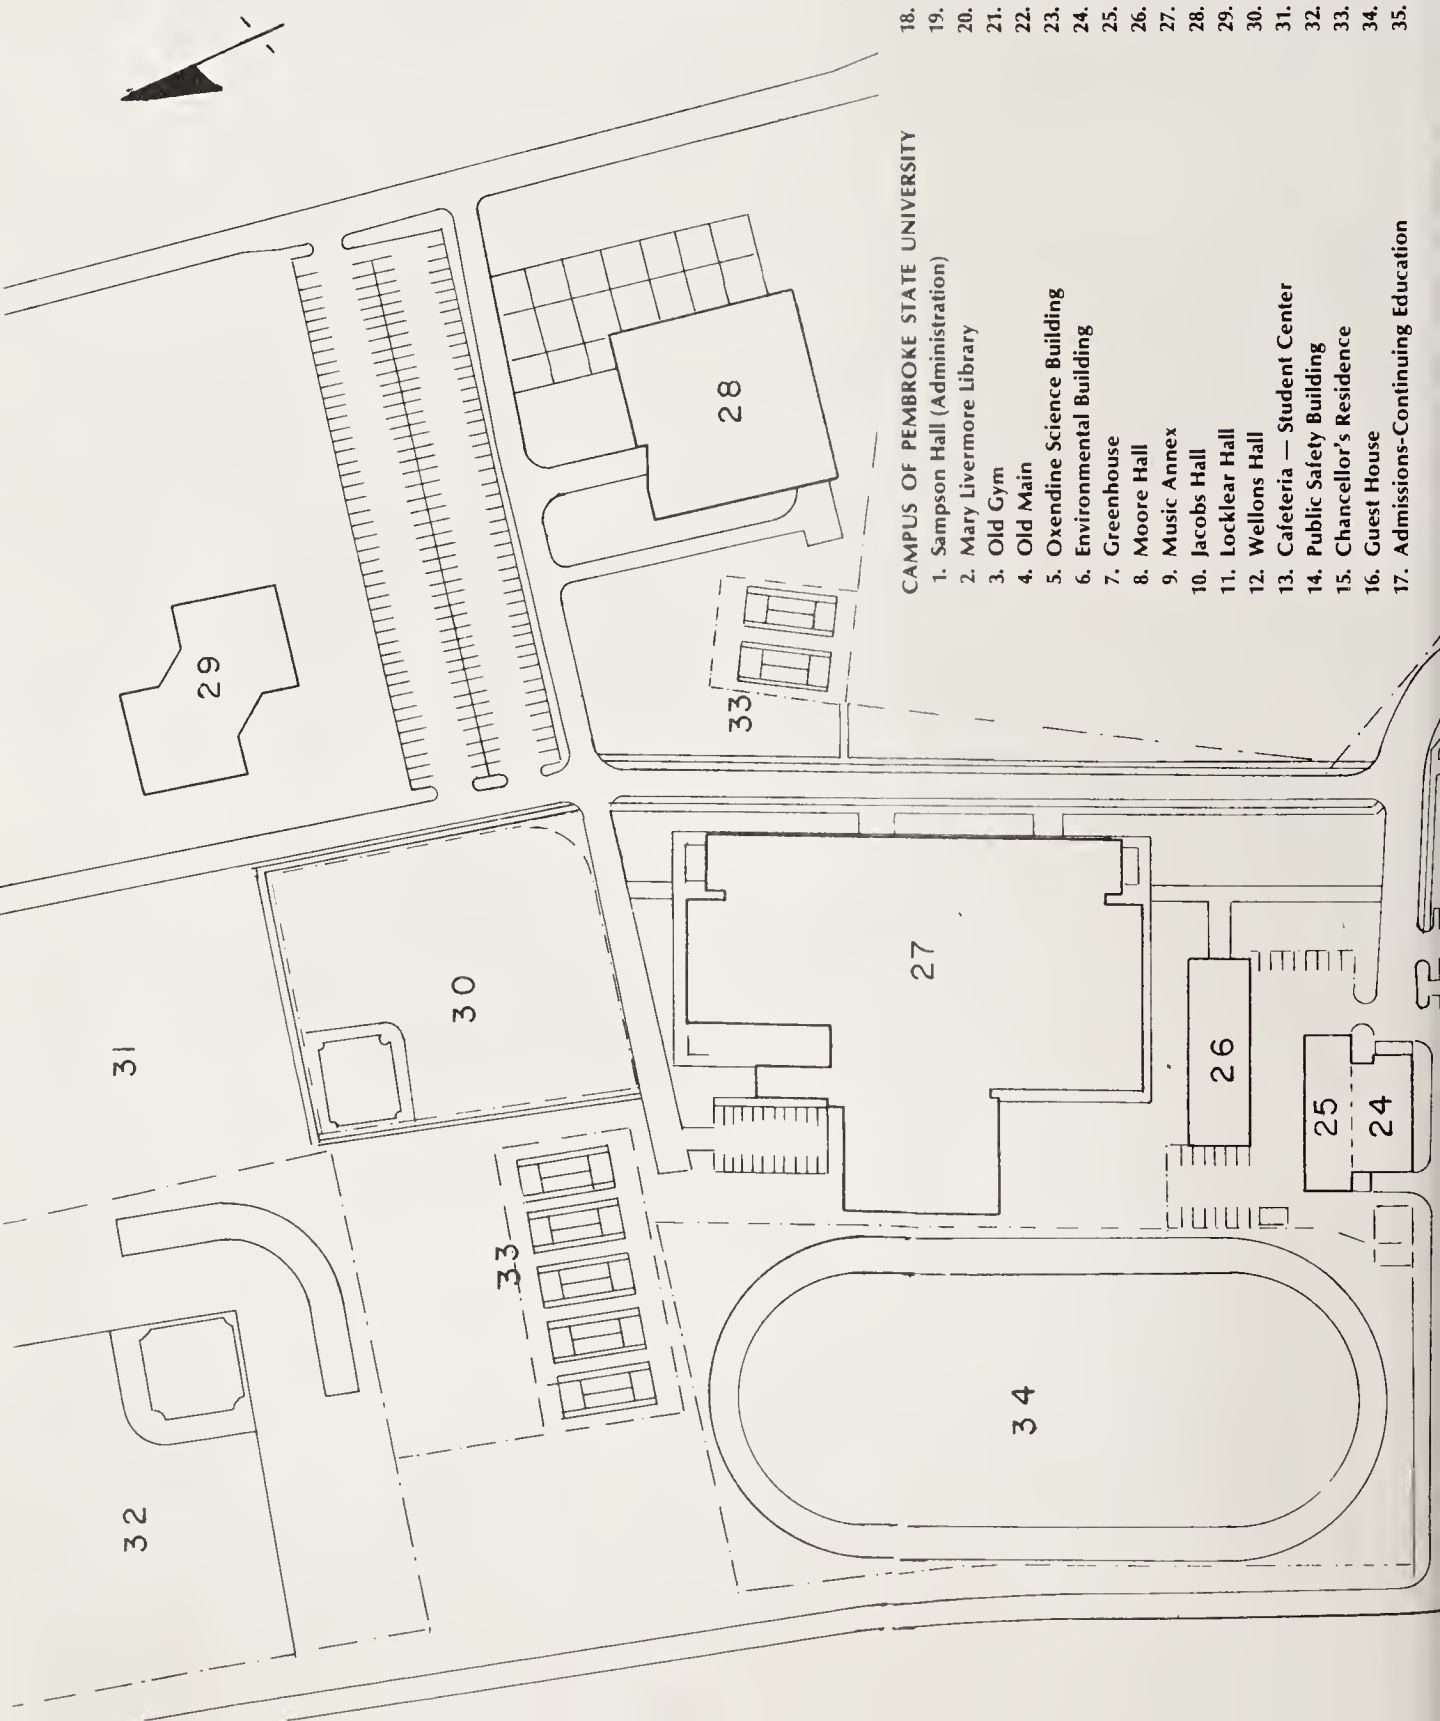 CAMPUS OF PEMBROKE STATE UNIVERSITY
1. Sampson Hall (Administration)
2. Mary Livermore Library
3. Old Gym
4. Old Main
5. Oxendine Science Building
6. Environmental Building
7. Greenhouse
8. Moore Hall
9. Music Annex
10. Jacobs Hall
11. Locklear Hall
12. Wellons Hall
13. Cafeteria — Student Center
14. Public Safety Building
15. Chancellor's Residence
16. Guest House
17. Admissions-Continuing Education
18.
19.
20.
21.
22.
23.
24.
25.
26.
27.
28.
29.
30.
31.
32.
33.
34.
35.
29
28
31
30
33
27
26
25
24
32
33
34